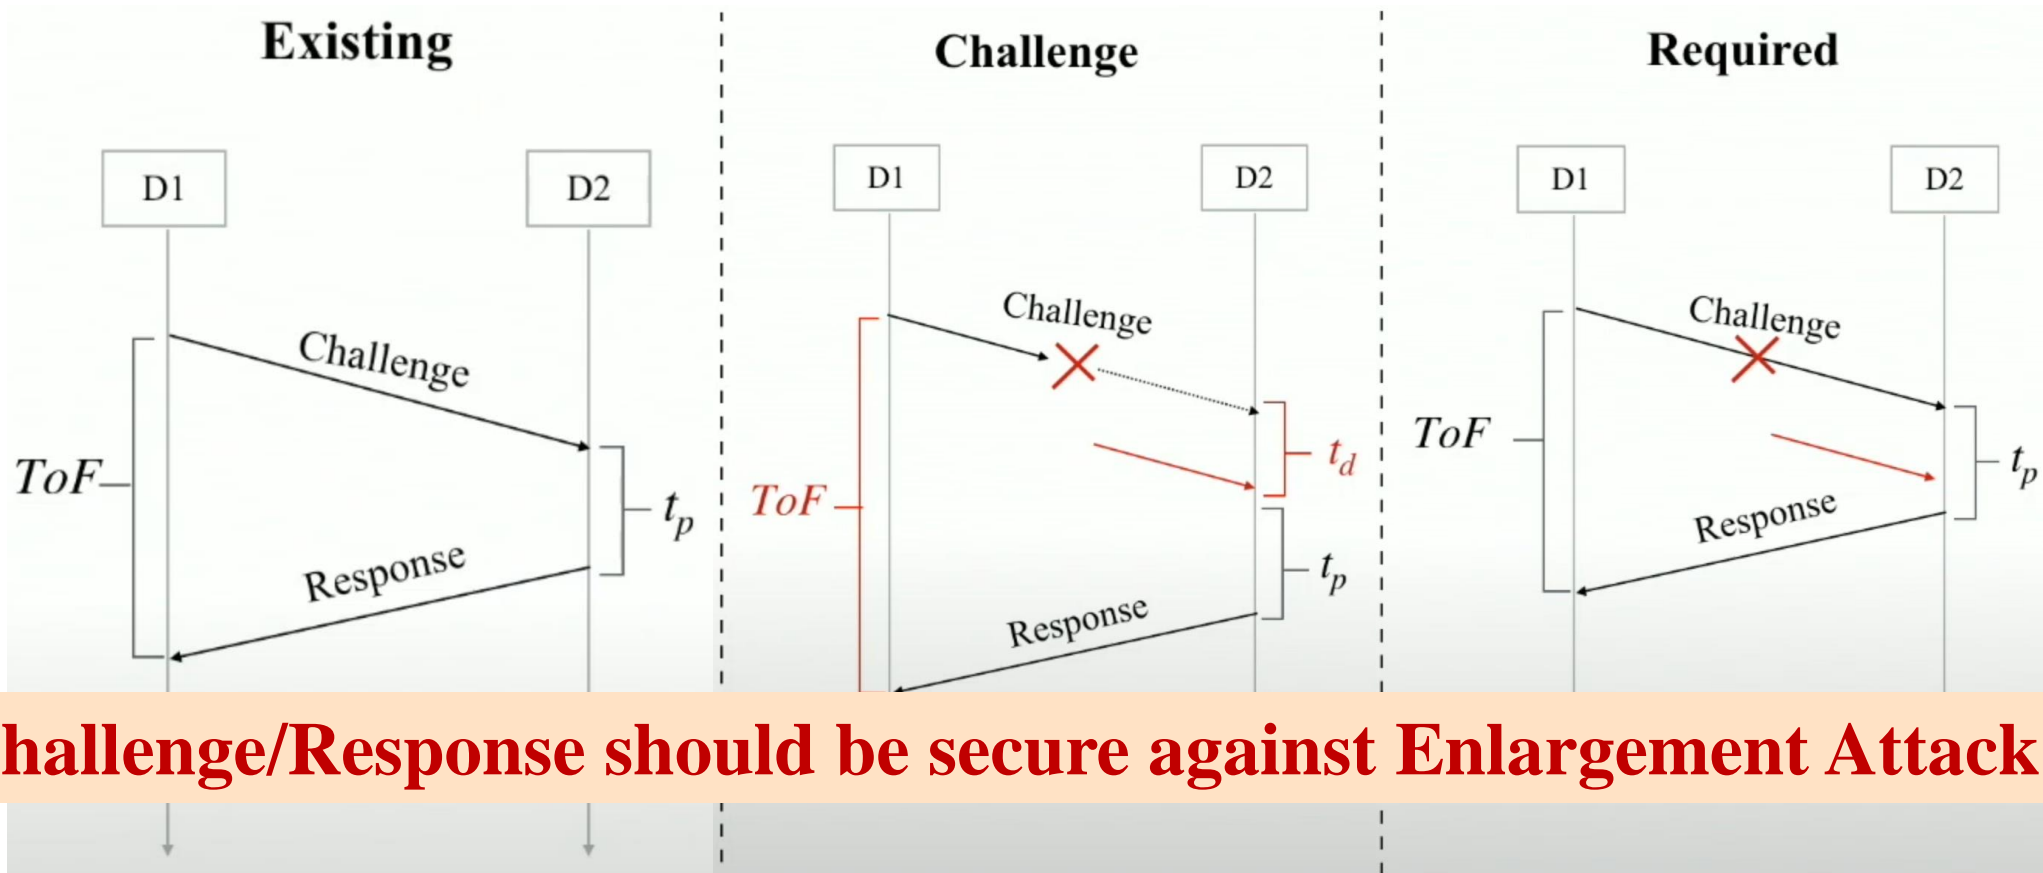 Existing
D1
D2
Challenge
ToF
tp
Response
Challenge
D1
D2
Challenge
td
ToF
tp
Response
Required
D1
D2
Challenge
ToF
tp
Response
hallenge/Response should be secure against Enlargement Attack